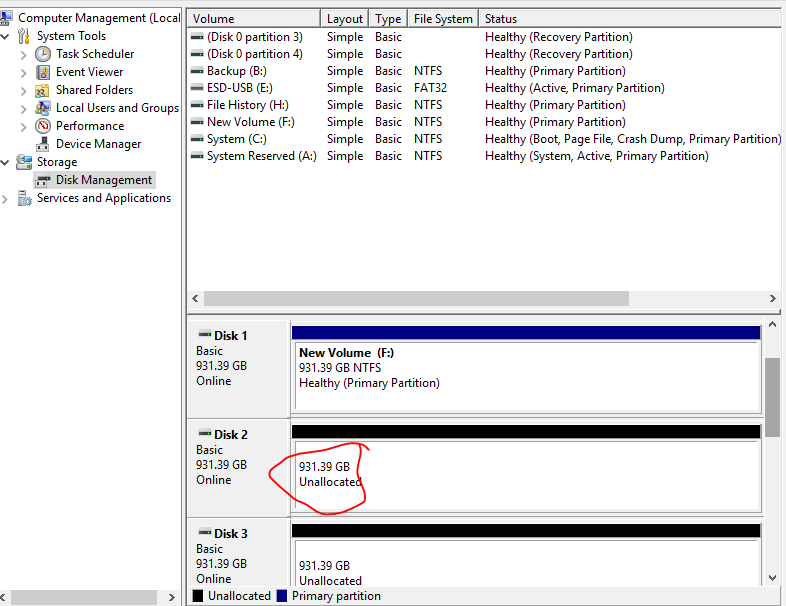 Computer Management (Local
System Tools
Task Scheduler
Event Viewer
Shared Folders
Local Users and Groups
Performance
Device Manager
Storage
Disk Management
Services and Applications
Volume Layout Type File System Status
(Disk 0 partition 3) Simple Basic Healthy (Recovery Partition)
(Disk 0 partition 4) Simple Basic Healthy (Recovery Partition)
Backup (B:) Simple Basic NTFS Healthy (Primary Partition)
ESD-USB (E:) Simple Basic FAT32 Healthy (Active, Primary Partition)
File History (H:) Simple Basic NTFS Healthy (Primary Partition)
New Volume (F:) Simple Basic NTFS Healthy (Primary Partition)
System (C:) Simple Basic NTFS Healthy (Boot, Page File, Crash Dump, Primary Partition)
System Reserved (A:) Simple Basic NTFS Healthy (System, Active, Primary Partition)
Disk 1
Basic
931.39 GB
Online
New Volume (F:)
931.39 GB NTFS
Healthy (Primary Partition)
Disk 2
Basic
931.39 GB
Online
931.39 GB
Unallocated
Disk 3
Basic
931.39 GB
Online
931.39 GB
Unallocated
Unallocated Primary partition